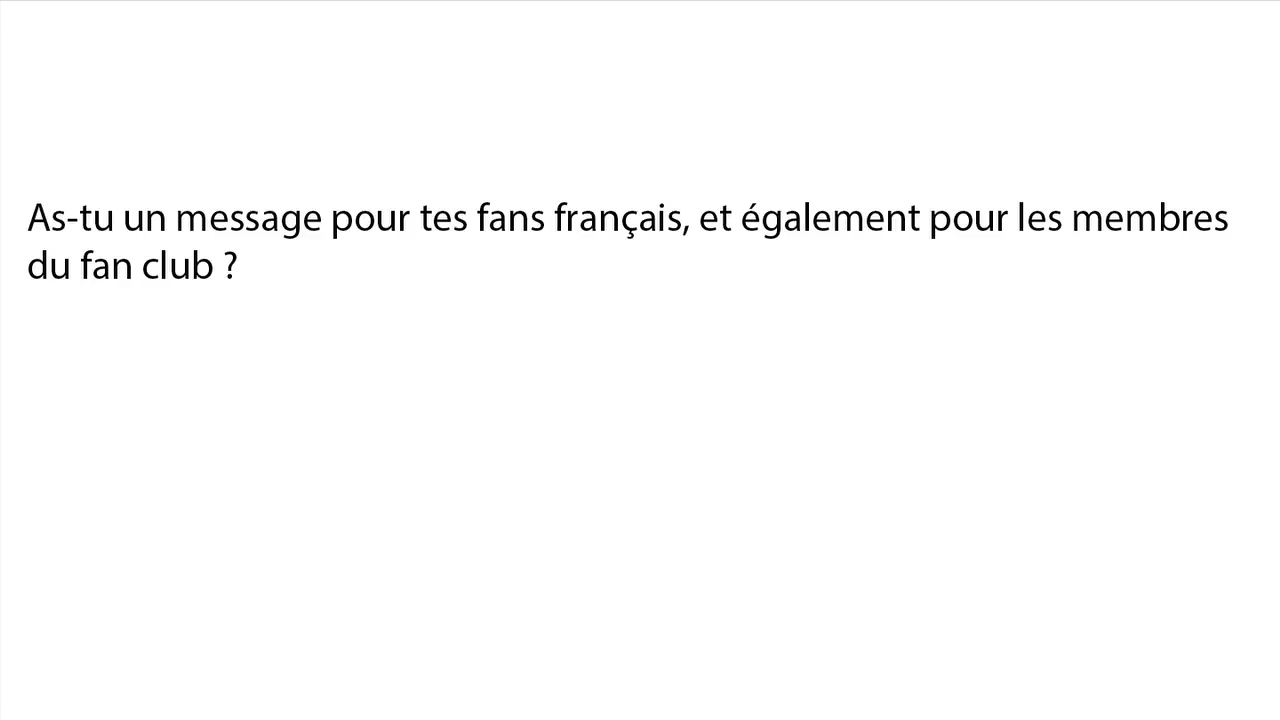 As-tu un message pour tes fans français, et également pour les membres
du fan club ?